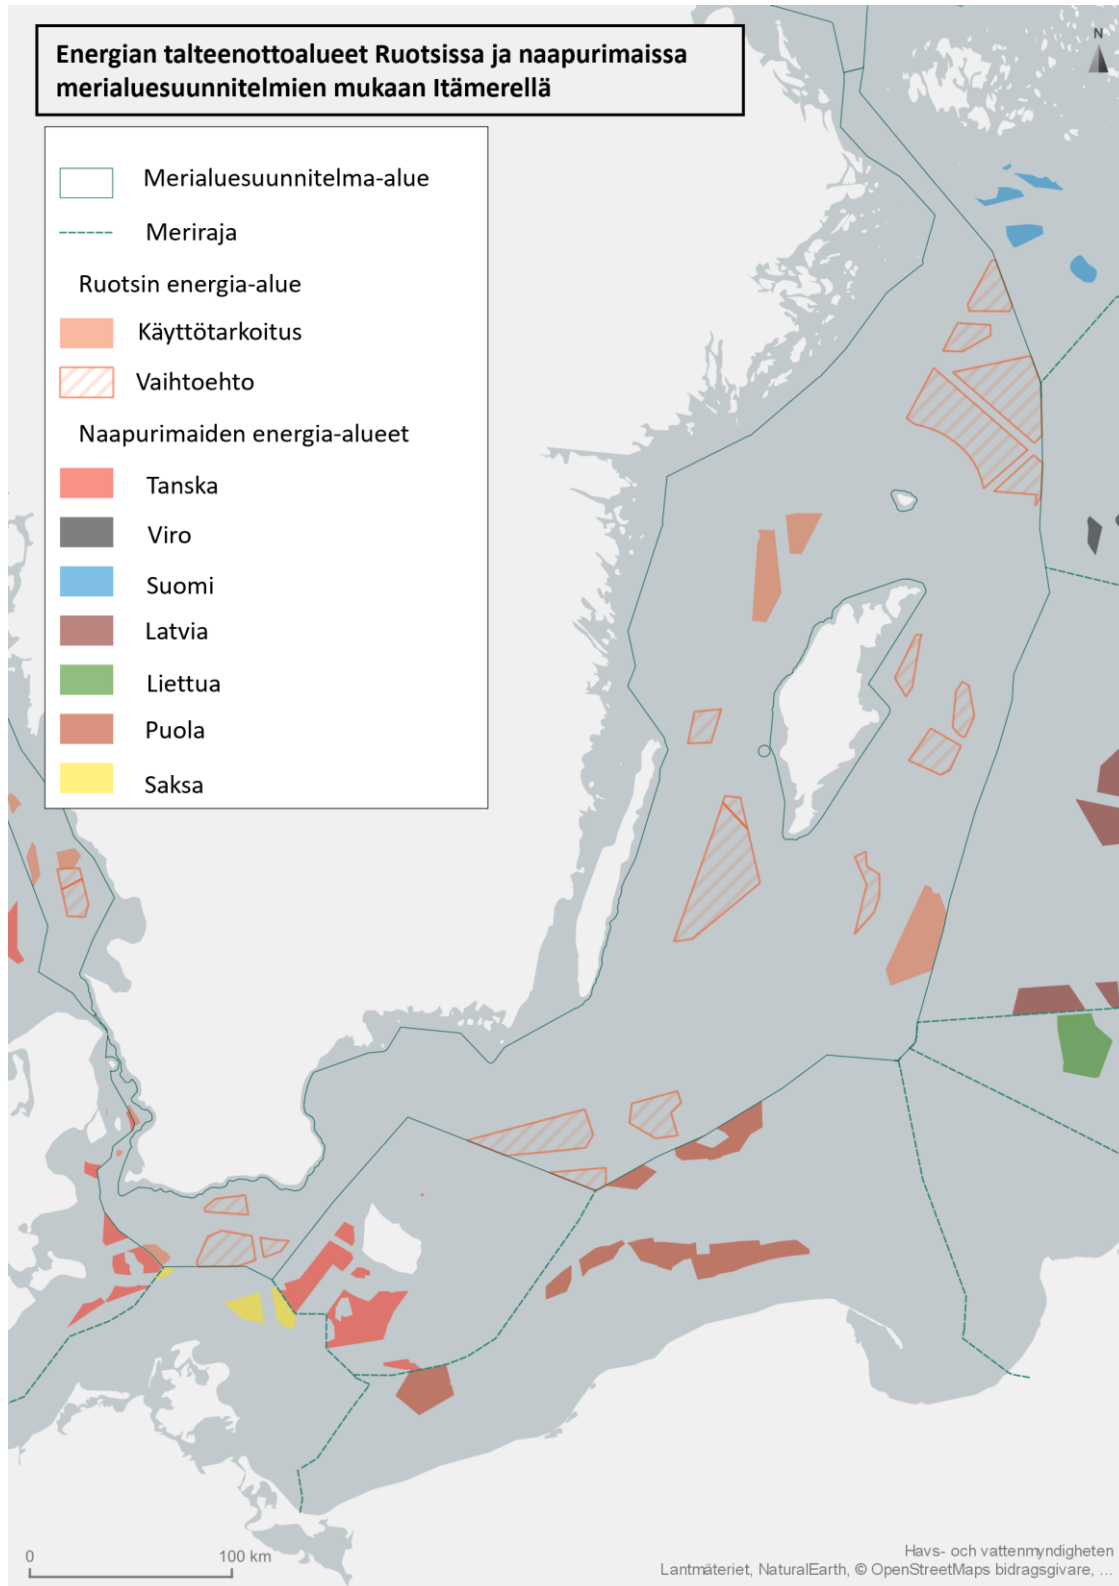 Energian talteenottoalueet Ruotsissa ja naapurimaissa
merialuesuunnitelmien mukaan Itämerellä
N
Merialuesuunnitelma-alue
Meriraja
Ruotsin energia-alue
Käyttötarkoitus
Vaihtoehto
Naapurimaiden energia-alueet
Tanska
Viro
Suomi
Latvia
Liettua
Puola
Saksa
0 100 km
Havs- och vattenmyndigheten
Lantmäteriet, NaturalEarth, © OpenStreetMaps bidragsgivare, ...